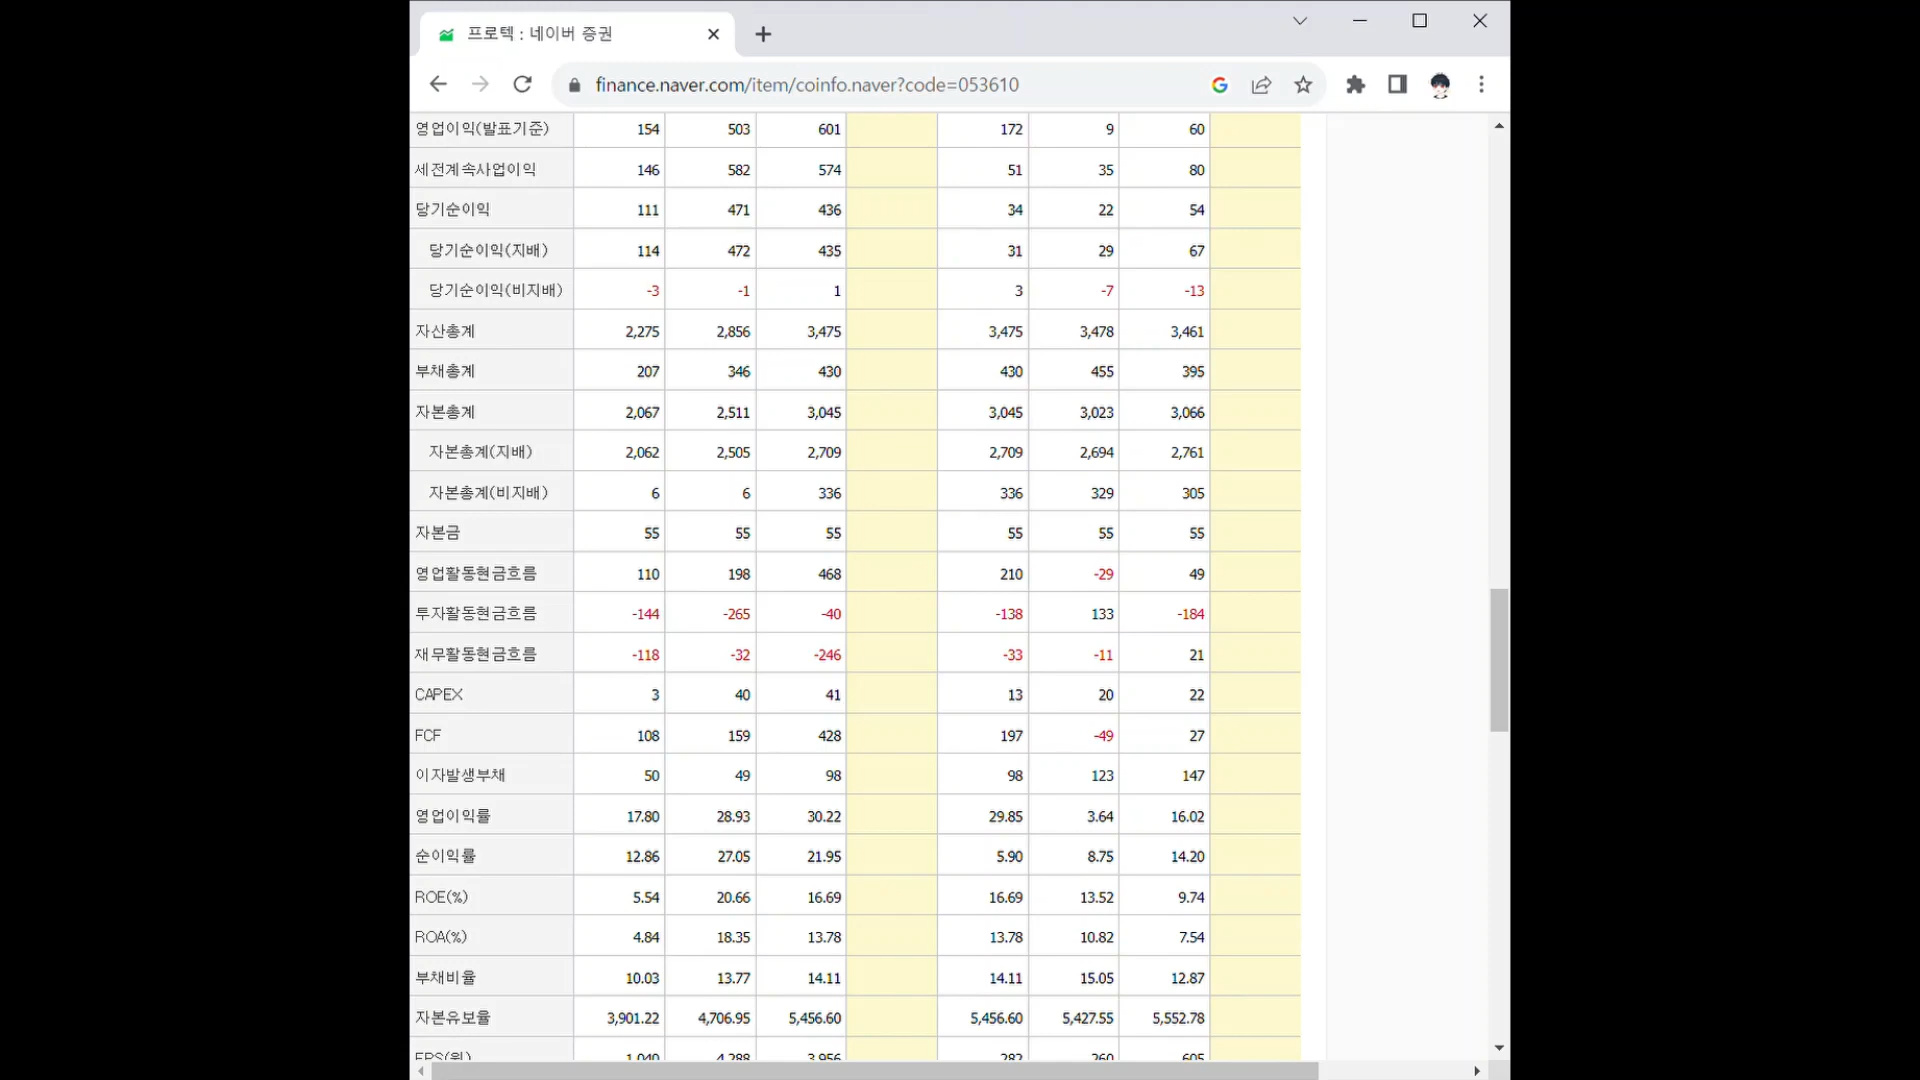 프로텍 : 네이버 증권
finance.naver.com/item/coinfo.naver?code=053610
영업이익(발표기준) 154 503 601 172 9 60
세전계속사업이익 146 582 574 51 35 80
당기순이익 111 471 436 34 22 54
당기순이익(지배) 114 472 435 31 29 67
당기순이익(비지배) -3 -1 1 3 -7 -13
자산총계 2,275 2,856 3,475 3,475 3,478 3,461
부채총계 207 346 430 430 455 395
자본총계 2,067 2,511 3,045 3,045 3,023 3,066
자본총계(지배) 2,062 2,505 2,709 2,709 2,694 2,761
자본총계(비지배) 6 6 336 336 329 305
자본금 55 55 55 55 55 55
영업활동현금흐름 110 198 468 210 -29 49
투자활동현금흐름 -144 -265 -40 -138 133 -184
재무활동현금흐름 -118 -32 -246 -33 -11 21
CAPEX 3 40 41 13 20 22
FCF 108 159 428 197 -49 27
이자발생부채 50 49 98 98 123 147
영업이익률 17.80 28.93 30.22 29.85 3.64 16.02
순이익률 12.86 27.05 21.95 5.90 8.75 14.20
ROE(%) 5.54 20.66 16.69 16.69 13.52 9.74
ROA(%) 4.84 18.35 13.78 13.78 10.82 7.54
부채비율 10.03 13.77 14.11 14.11 15.05 12.87
자본유보율 3,901.22 4,706.95 5,456.60 5,456.60 5,427.55 5,552.78
EPS(원) 1,040 4,288 3,956 282 260 605